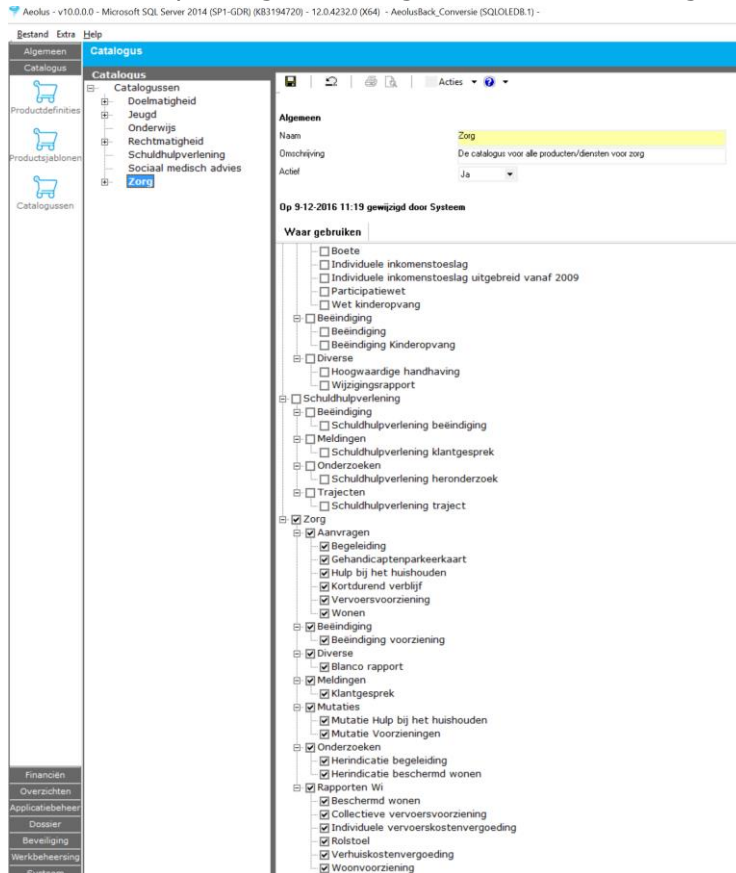 Aeolus - v10.0.0.0 - Microsoft SQL Server 2014 (SP1-GDR) (KB3194720) - 12.0.4232.0 (X64) - AeolusBack_Conversie (SQLOLEDB.1) -
Bestand Extra Help
Algemeen
Catalogus
Productdefinities
Productsjablonen
Catalogussen
Financiën
Overzichten
Applicatiebeheer
Dossier
Beveiliging
Werkbeheersing
Systeem
Catalogus
Catalogus
Catalogussen
Doelmatigheid
Jeugd
Onderwijs
Rechtmatigheid
Schuldhulpverlening
Sociaal medisch advies
Zorg
Acties
Algemeen
Naam Zorg
Omschrijving De catalogus voor alle producten/diensten voor zorg
Actief Ja
Op 9-12-2016 11:19 gewijzigd door Systeem
Waar gebruiken
Boete
Individuele inkomenstoeslag
Individuele inkomenstoeslag uitgebreid vanaf 2009
Participatiewet
Wet kinderopvang
Beëindiging
Beëindiging
Beëindiging Kinderopvang
Diverse
Hoogwaardige handhaving
Wijzigingsrapport
Schuldhulpverlening
Beëindiging
Schuldhulpverlening beëindiging
Meldingen
Schuldhulpverlening klantgesprek
Onderzoeken
Schuldhulpverlening heronderzoek
Trajecten
Schuldhulpverlening traject
Zorg
Aanvragen
Begeleiding
Gehandicaptenparkeerkaart
Hulp bij het huishouden
Kortdurend verblijf
Vervoersvoorziening
Wonen
Beëindiging
Beëindiging voorziening
Diverse
Blanco rapport
Meldingen
Klantgesprek
Mutaties
Mutatie Hulp bij het huishouden
Mutatie Voorzieningen
Onderzoeken
Herindicatie begeleiding
Herindicatie beschermd wonen
Rapporten Wi
Beschermd wonen
Collectieve vervoersvoorziening
Individuele vervoerskostenvergoeding
Rolstoel
Verhuiskostenvergoeding
Woonvoorziening